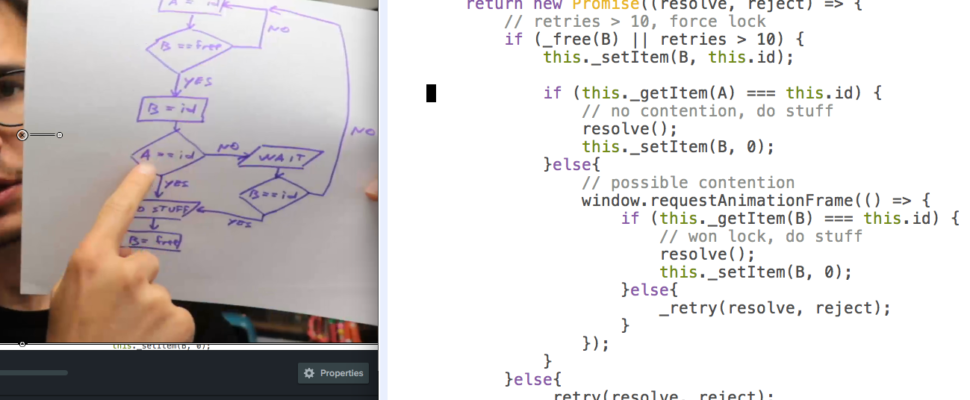 A = id
NO
B == free
YES
B = id
A == id
NO
WAIT
NO
YES
B == id
STUFF
YES
B = free
this._setItem(B, 0);
Properties
return new Promise((resolve, reject) => {
// retries > 10, force lock
if (_free(B) || retries > 10) {
this._setItem(B, this.id);
if (this._getItem(A) === this.id) {
// no contention, do stuff
resolve();
this._setItem(B, 0);
}else{
// possible contention
window.requestAnimationFrame(() => {
if (this._getItem(B) === this.id) {
// won lock, do stuff
resolve();
this._setItem(B, 0);
}else{
_retry(resolve, reject);
}
});
}
}else{
_retry(resolve, reject);